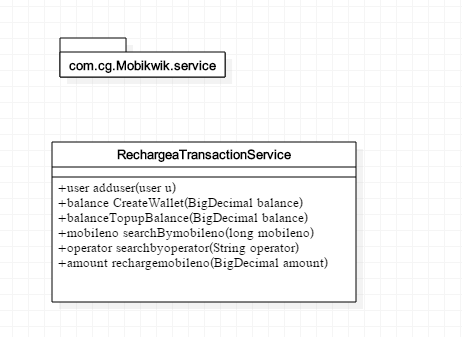 com.cg.Mobikwik.service
RechargeaTransactionService
+user adduser(user u)
+balance CreateWallet(BigDecimal balance)
+balanceTopupBalance(BigDecimal balance)
+mobileno searchBymobileno(long mobileno)
+operator searchbyoperator(String operator)
+amount rechargemobileno(BigDecimal amount)